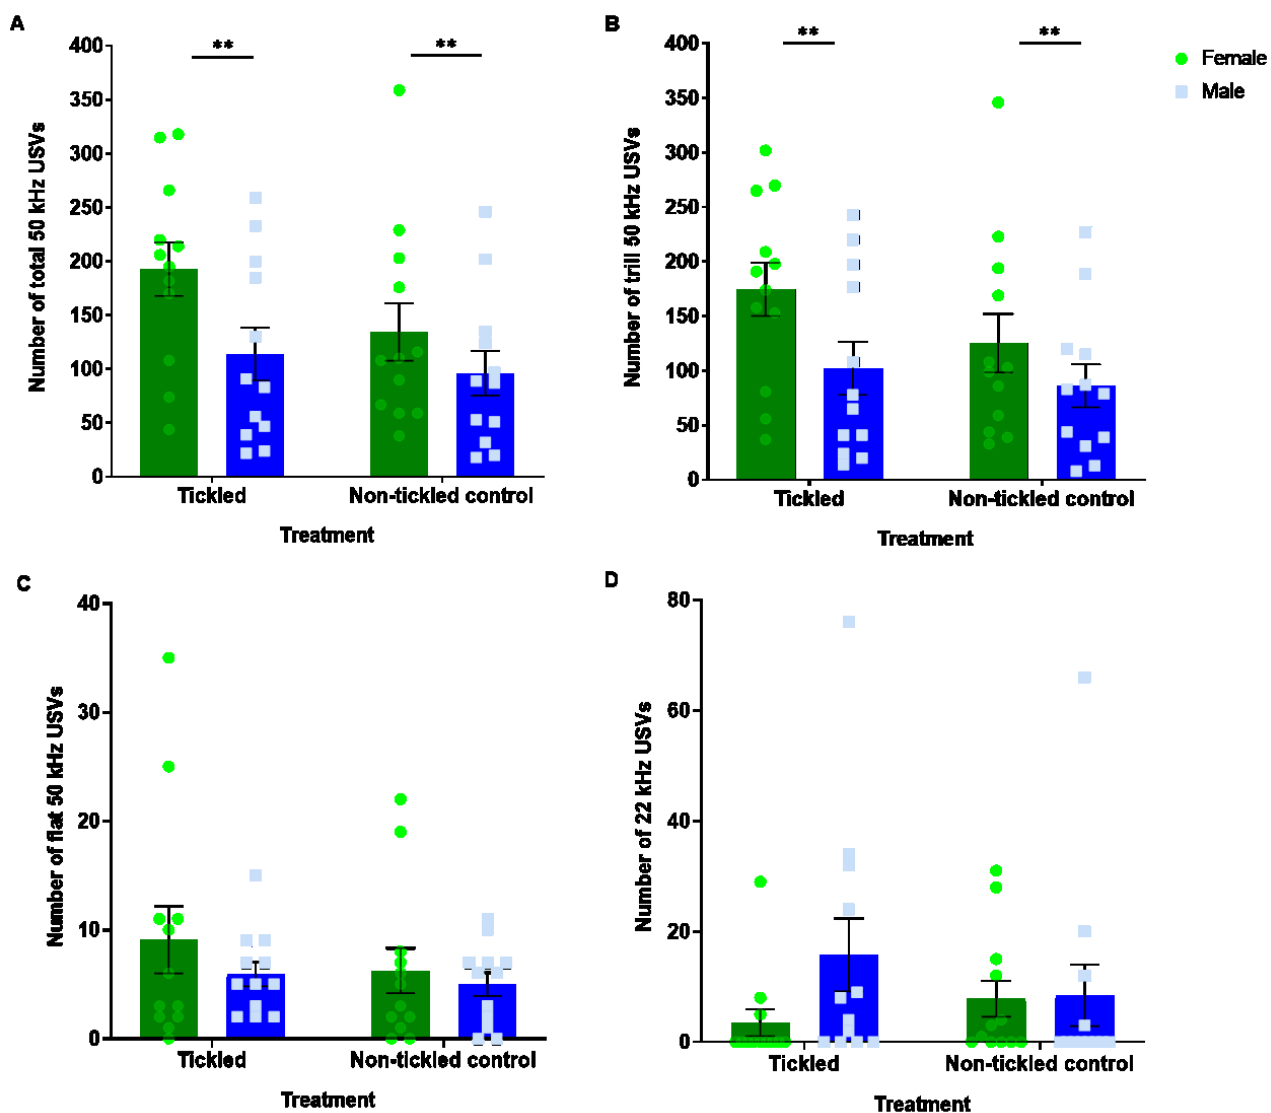 A
Number of total 50 kHz USVs
400
350
300
250
200
150
100
50
0
**
**
Tickled
Non-tickled control
Treatment
B
Number of trill 50 kHz USVs
400
350
300
250
200
150
100
50
0
**
**
Tickled
Non-tickled control
Treatment
Female
Male
C
Number of flat 50 kHz USVs
40
30
20
10
0
Tickled
Non-tickled control
Treatment
D
Number of 22 kHz USVs
80
60
40
20
0
Tickled
Non-tickled control
Treatment